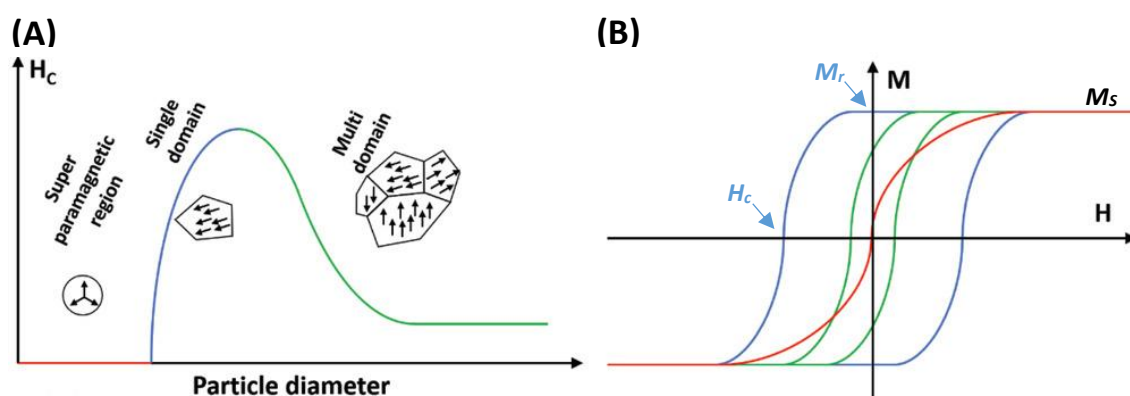 (A)
H_C
Super
paramagnetic
region
Single
domain
Multi
domain
Particle diameter
(B)
M_r
M
M_S
H_c
H